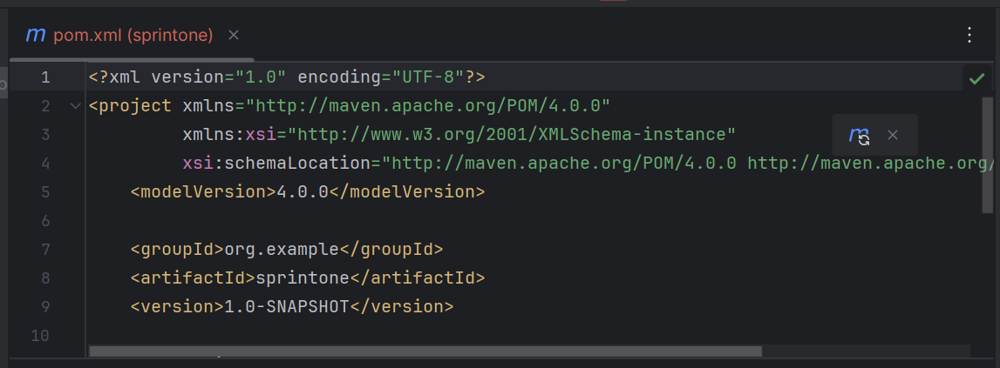 m pom.xml (sprintone)
1 <?xml version="1.0" encoding="UTF-8"?>
2 <project xmlns="http://maven.apache.org/POM/4.0.0"
3 xmlns:xsi="http://www.w3.org/2001/XMLSchema-instance"
4 xsi:schemaLocation="http://maven.apache.org/POM/4.0.0 http://maven.apache.org/
5 <modelVersion>4.0.0</modelVersion>
6
7 <groupId>org.example</groupId>
8 <artifactId>sprintone</artifactId>
9 <version>1.0-SNAPSHOT</version>
10